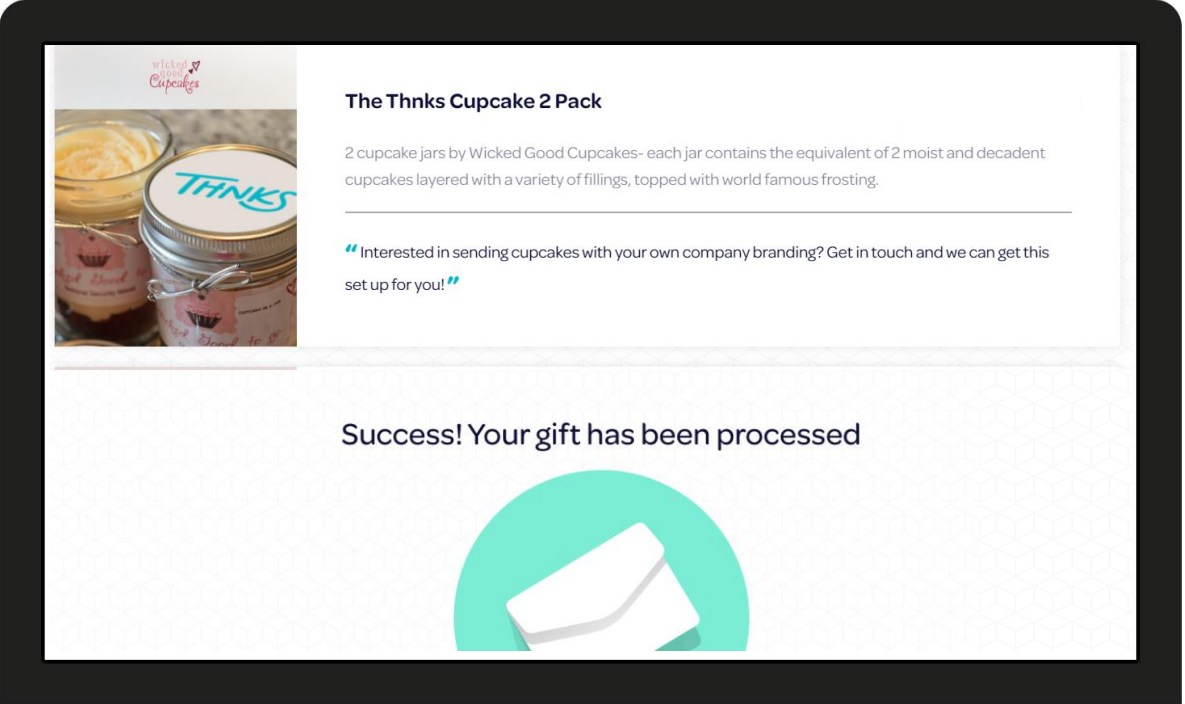 wicked
good
Cupcakes
The Thnks Cupcake 2 Pack
2 cupcake jars by Wicked Good Cupcakes- each jar contains the equivalent of 2 moist and decadent
cupcakes layered with a variety of fillings, topped with world famous frosting.
THNKS
“ Interested in sending cupcakes with your own company branding? Get in touch and we can get this
set up for you! ”
Success! Your gift has been processed